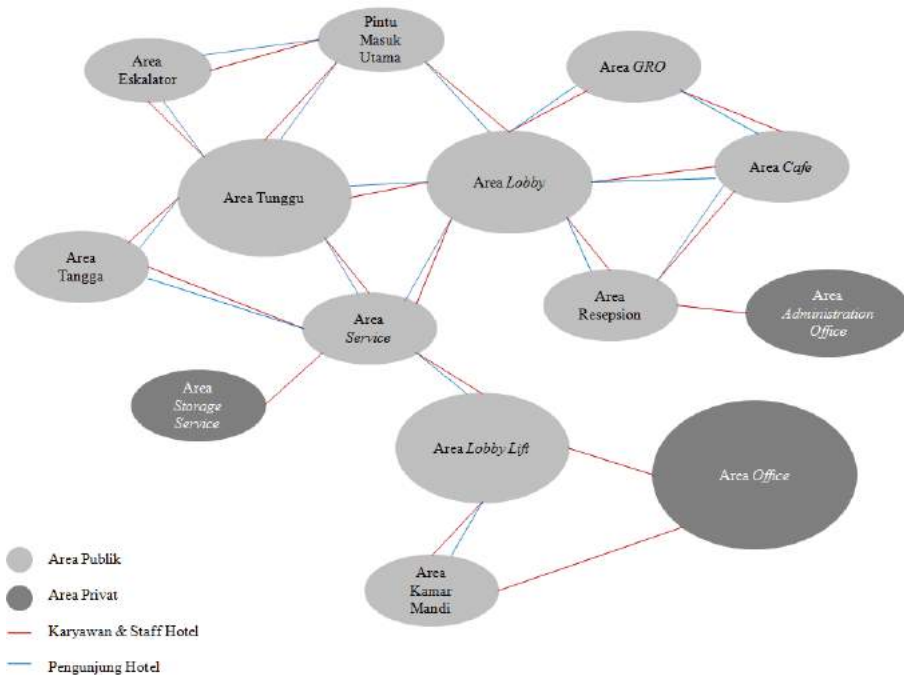 Pintu
Masuk
Utama
Area
Eskalator
Area GRO
Area Cafe
Area Lobby
Area Tunggu
Area
Tangga
Area
Resepsion
Area
Administration
Office
Area
Service
Area
Storage
Service
Area Lobby Lift
Area Office
Area
Kamar
Mandi
Area Publik
Area Privat
Karyawan & Staff Hotel
Pengunjung Hotel